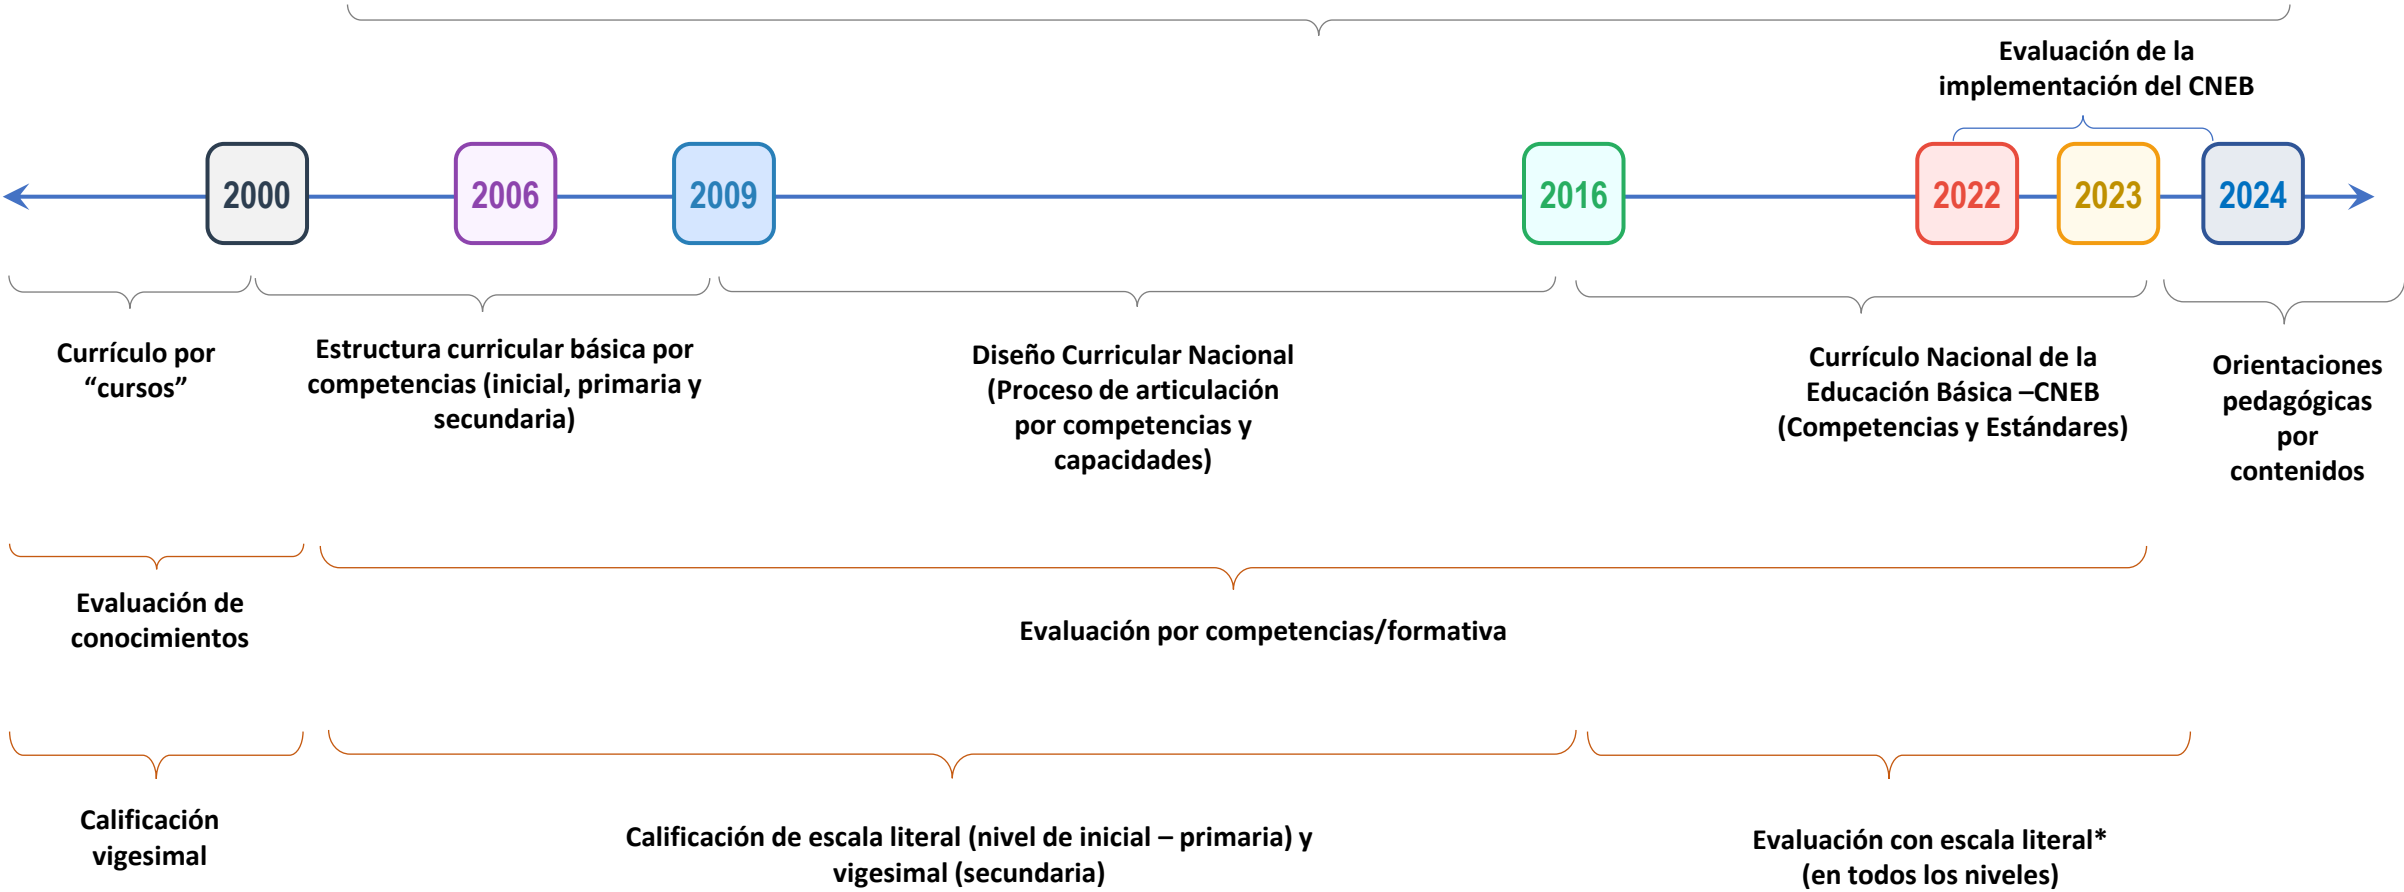 Evaluación de la
implementación del CNEB
2000
2006
2009
2016
2022
2023
2024
Currículo por
“cursos”
Estructura curricular básica por
competencias (inicial, primaria y
secundaria)
Diseño Curricular Nacional
(Proceso de articulación
por competencias y
capacidades)
Currículo Nacional de la
Educación Básica –CNEB
(Competencias y Estándares)
Orientaciones
pedagógicas
por
contenidos
Evaluación de
conocimientos
Evaluación por competencias/formativa
Calificación
vigesimal
Calificación de escala literal (nivel de inicial – primaria) y
vigesimal (secundaria)
Evaluación con escala literal*
(en todos los niveles)